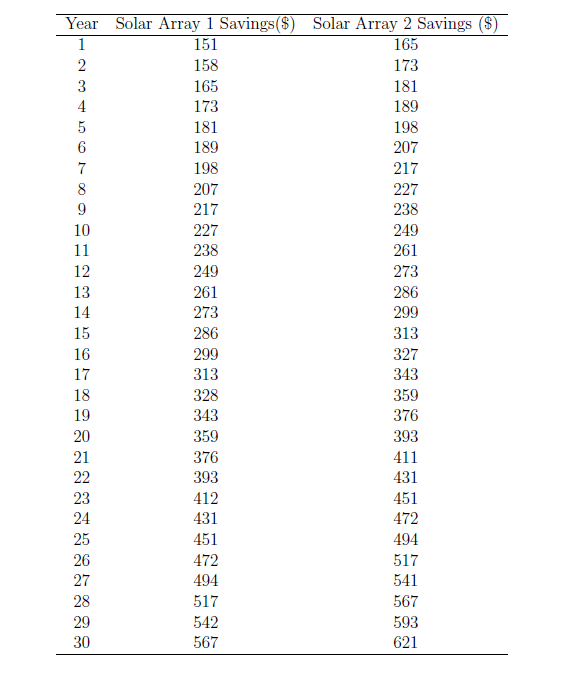 Year Solar Array 1 Savings($) Solar Array 2 Savings ($)
1 151 165
2 158 173
3 165 181
4 173 189
5 181 198
6 189 207
7 198 217
8 207 227
9 217 238
10 227 249
11 238 261
12 249 273
13 261 286
14 273 299
15 286 313
16 299 327
17 313 343
18 328 359
19 343 376
20 359 393
21 376 411
22 393 431
23 412 451
24 431 472
25 451 494
26 472 517
27 494 541
28 517 567
29 542 593
30 567 621